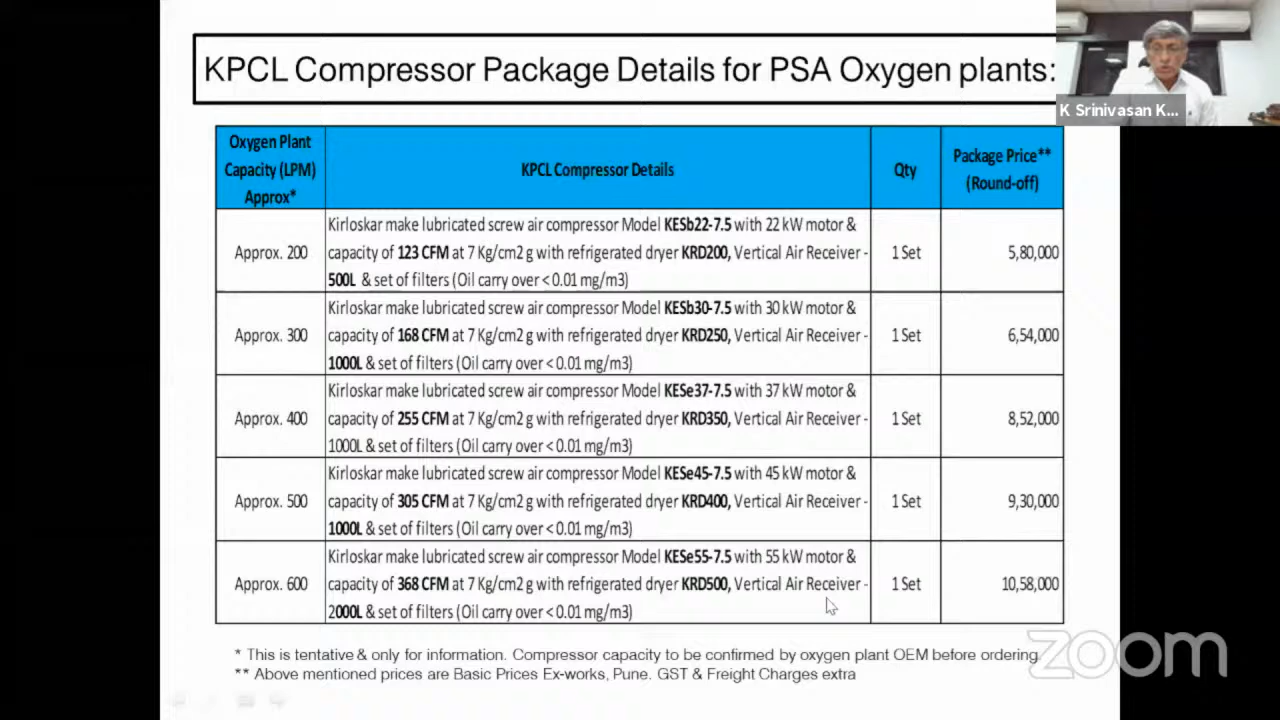 KPCL Compressor Package Details for PSA Oxygen plants:
K Srinivasan K...
Oxygen Plant
Capacity (LPM)
Approx*
KPCL Compressor Details
Qty
Package Price**
(Round-off)
Approx. 200
Kirloskar make lubricated screw air compressor Model KESb22-7.5 with 22 kW motor &
capacity of 123 CFM at 7 Kg/cm2 g with refrigerated dryer KRD200, Vertical Air Receiver -
500L & set of filters (Oil carry over < 0.01 mg/m3)
1 Set
5,80,000
Approx. 300
Kirloskar make lubricated screw air compressor Model KESb30-7.5 with 30 kW motor &
capacity of 168 CFM at 7 Kg/cm2 g with refrigerated dryer KRD250, Vertical Air Receiver -
1000L & set of filters (Oil carry over < 0.01 mg/m3)
1 Set
6,54,000
Approx. 400
Kirloskar make lubricated screw air compressor Model KESe37-7.5 with 37 kW motor &
capacity of 255 CFM at 7 Kg/cm2 g with refrigerated dryer KRD350, Vertical Air Receiver -
1000L & set of filters (Oil carry over < 0.01 mg/m3)
1 Set
8,52,000
Approx. 500
Kirloskar make lubricated screw air compressor Model KESe45-7.5 with 45 kW motor &
capacity of 305 CFM at 7 Kg/cm2 g with refrigerated dryer KRD400, Vertical Air Receiver -
1000L & set of filters (Oil carry over < 0.01 mg/m3)
1 Set
9,30,000
Approx. 600
Kirloskar make lubricated screw air compressor Model KESe55-7.5 with 55 kW motor &
capacity of 368 CFM at 7 Kg/cm2 g with refrigerated dryer KRD500, Vertical Air Receiver -
2000L & set of filters (Oil carry over < 0.01 mg/m3)
1 Set
10,58,000
* This is tentative & only for information. Compressor capacity to be confirmed by oxygen plant OEM before ordering.
** Above mentioned prices are Basic Prices Ex-works, Pune. GST & Freight Charges extra
zoom